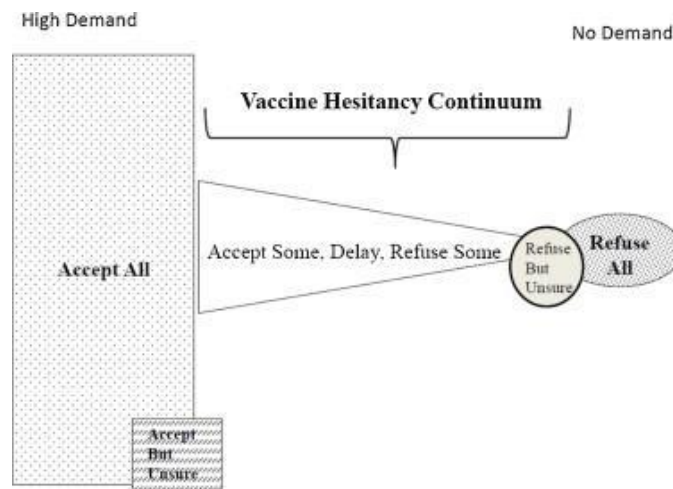 High Demand
No Demand
Vaccine Hesitancy Continuum
Accept All
Accept Some, Delay, Refuse Some
Refuse
But
Unsure
Refuse
All
Accept
But
Unsure